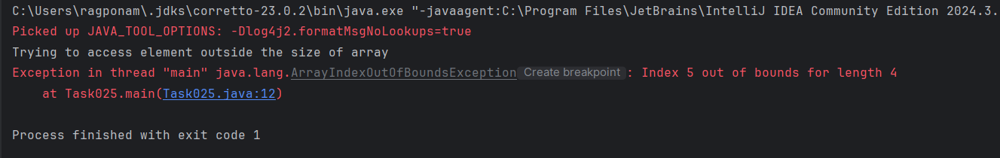 C:\Users\ragponam\.jdks\corretto-23.0.2\bin\java.exe "-javaagent:C:\Program Files\JetBrains\IntelliJ IDEA Community Edition 2024.3.
Picked up JAVA_TOOL_OPTIONS: -Dlog4j2.formatMsgNoLookups=true
Trying to access element outside the size of array
Exception in thread "main" java.lang.ArrayIndexOutOfBoundsException Create breakpoint : Index 5 out of bounds for length 4
at Task025.main(Task025.java:12)
Process finished with exit code 1